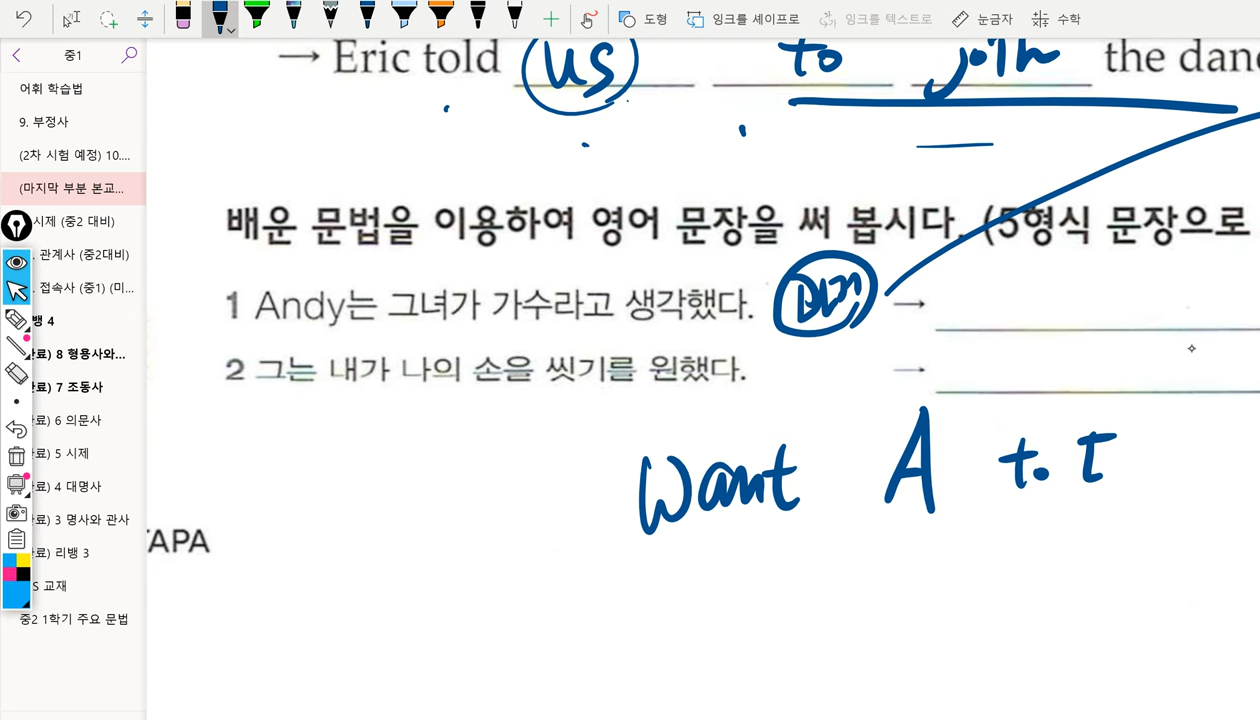 도형
잉크를 셰이프로
잉크를 텍스트로
눈금자
수학
중1
어휘 학습법
9. 부정사
(2차 시험 예정) 10....
(마지막 부분 본교...
시제 (중2 대비)
. 관계사 (중2대비)
. 접속사 (중1) (미...
뱅 4
료) 8 형용사와...
료) 7 조동사
료) 6 의문사
료) 5 시제
료) 4 대명사
료) 3 명사와 관사
료) 리뱅 3
S 교재
중2 1학기 주요 문법
→ Eric told us to join the danc
배운 문법을 이용하여 영어 문장을 써 봅시다. (5형식 문장으로
1 Andy는 그녀가 가수라고 생각했다. →
2 그는 내가 나의 손을 씻기를 원했다. →
Want A to
TAPA